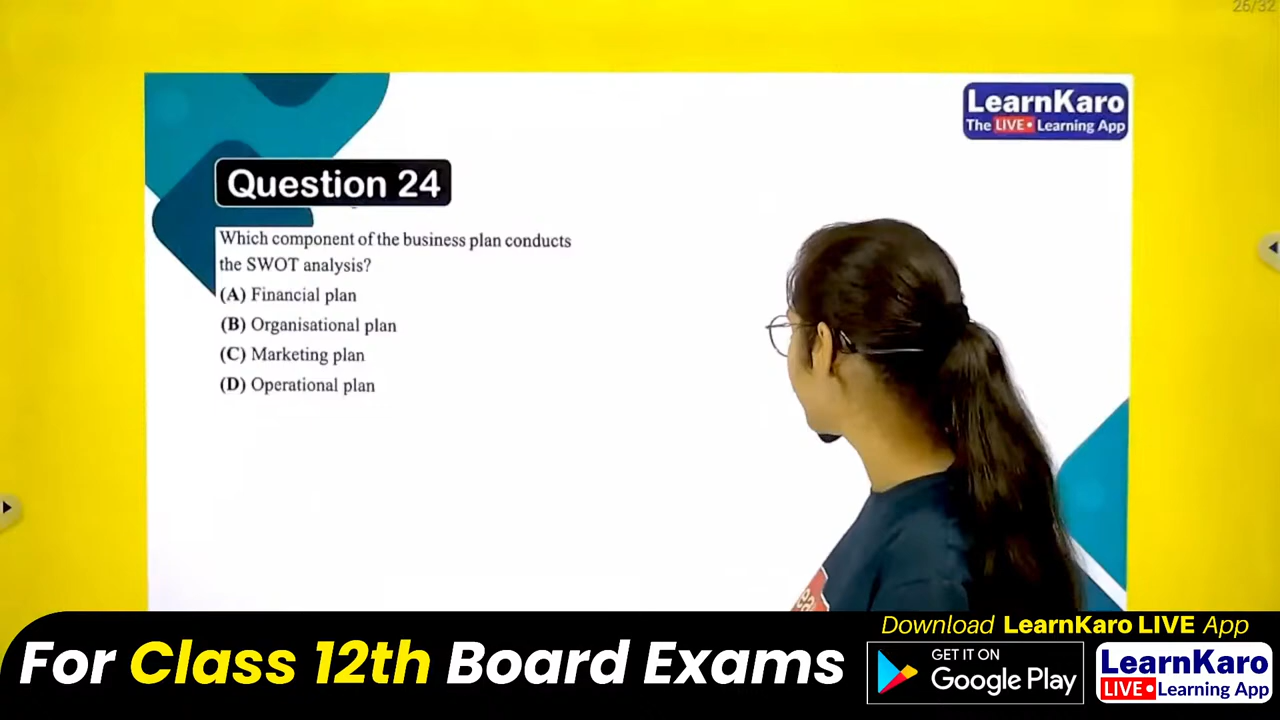 26/32
LearnKaro
The LIVE• Learning App
Question 24
Which component of the business plan conducts
the SWOT analysis?
(A) Financial plan
(B) Organisational plan
(C) Marketing plan
(D) Operational plan
For Class 12th Board Exams
Download LearnKaro LIVE App
GET IT ON
Google Play
LearnKaro
LIVE• Learning App